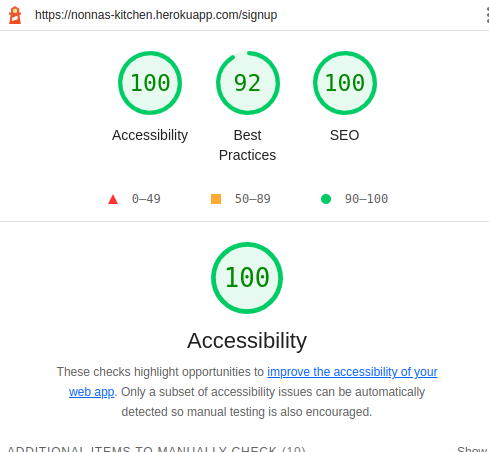 https://nonnas-kitchen.herokuapp.com/signup
100 92 100
Accessibility Best Practices SEO
0–49 50–89 90–100
100
Accessibility
These checks highlight opportunities to improve the accessibility of your
web app. Only a subset of accessibility issues can be automatically
detected so manual testing is also encouraged.
ADDITIONAL ITEMS TO MANUALLY CHECK (10) Show